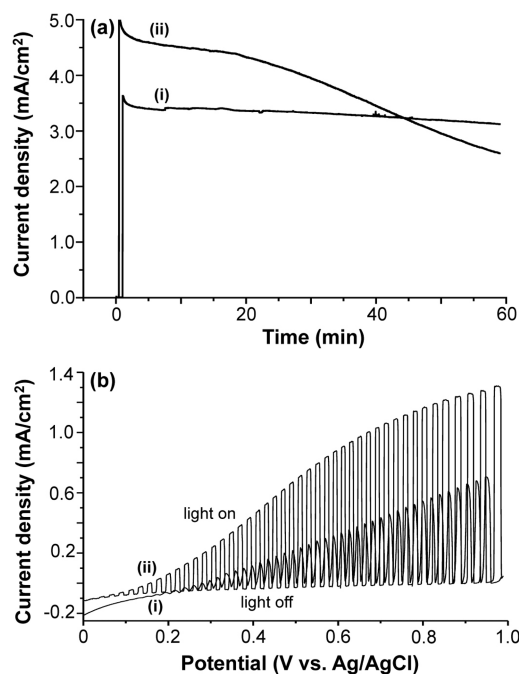 (a)
5.0
4.0
3.0
2.0
1.0
0.0
Current density (mA/cm²)
(ii)
(i)
0
20
40
60
Time (min)
(b)
1.4
1.0
0.6
0.2
-0.2
Current density (mA/cm²)
light on
(ii)
(i)
light off
0
0.2
0.4
0.6
0.8
1.0
Potential (V vs. Ag/AgCl)